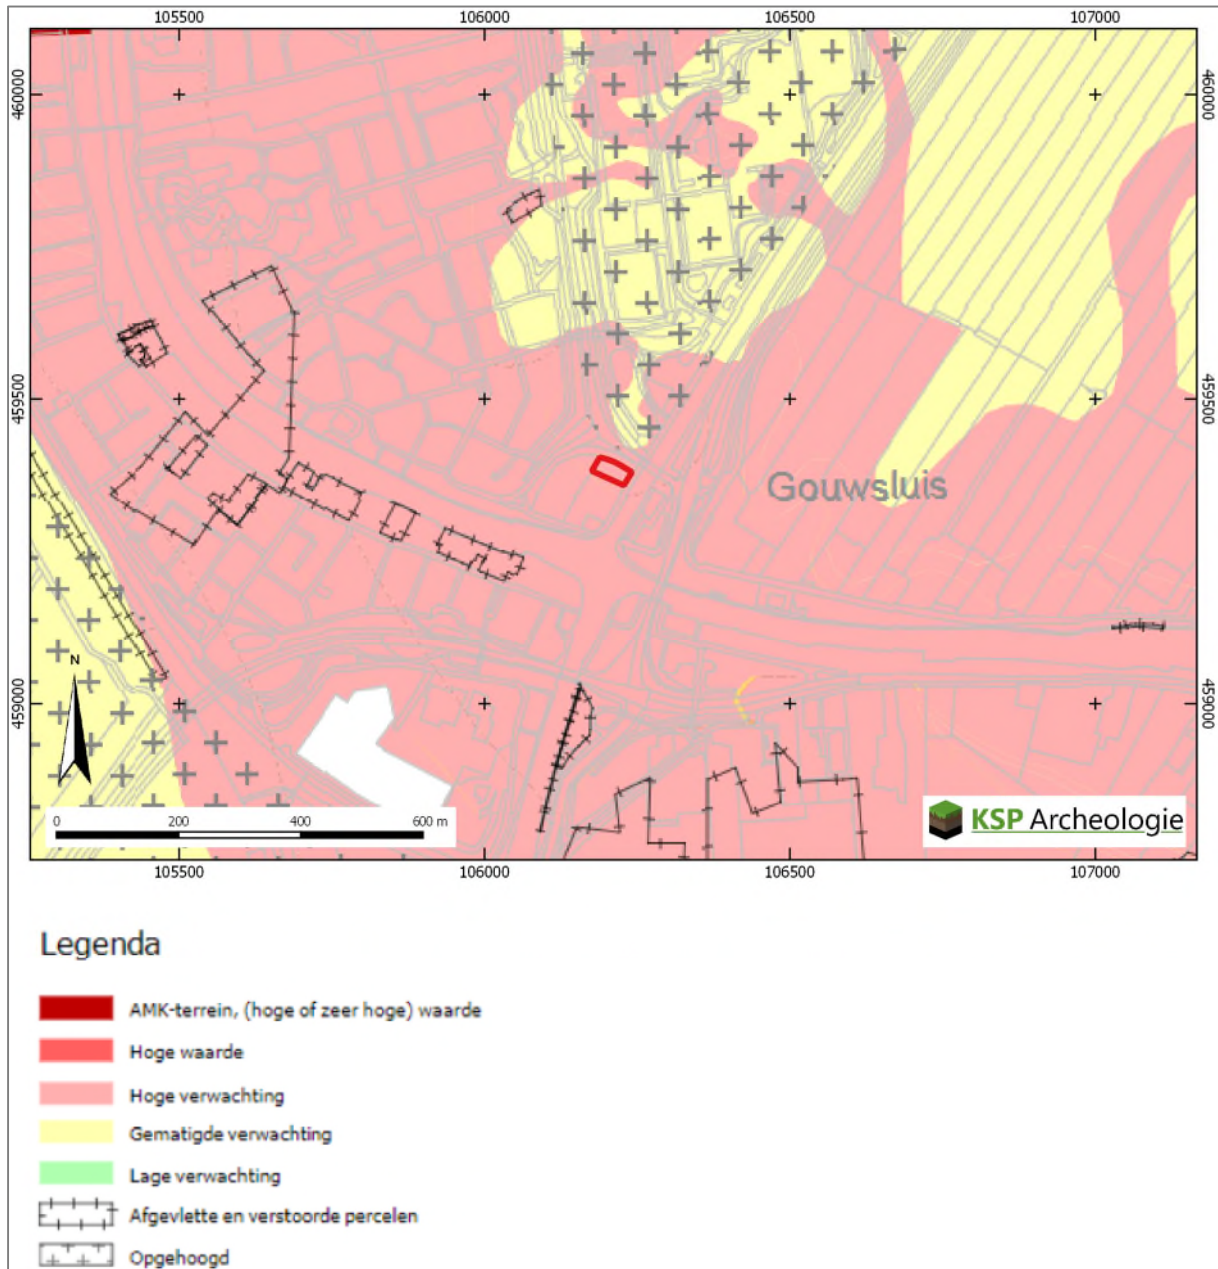 105500 106000 106500 107000
460000 460000
459500 459500
Gouwsluis
459000 459000
N
0 200 400 600 m
KSP Archeologie
105500 106000 106500 107000
Legenda
AMK-terrein, (hoge of zeer hoge) waarde
Hoge waarde
Hoge verwachting
Gematigde verwachting
Lage verwachting
Afgevlette en verstoorde percelen
Opgehoogd